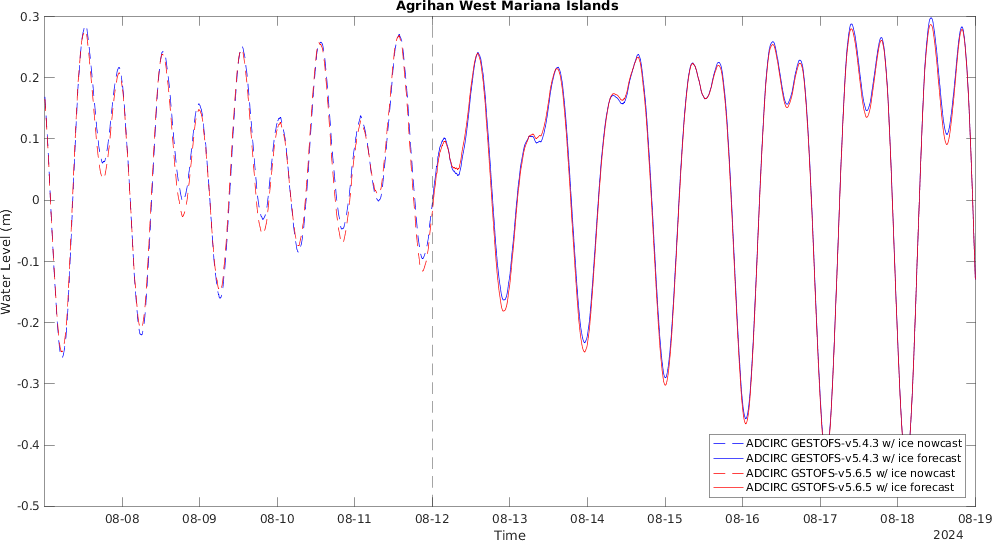 Agrihan West Mariana Islands
0.3
0.2
0.1
0
-0.1
-0.2
-0.3
-0.4
-0.5
Water Level (m)
ADCIRC GESTOFS-v5.4.3 w/ ice nowcast
ADCIRC GESTOFS-v5.4.3 w/ ice forecast
ADCIRC GSTOFS-v5.6.5 w/ ice nowcast
ADCIRC GSTOFS-v5.6.5 w/ ice forecast
08-08 08-09 08-10 08-11 08-12 08-13 08-14 08-15 08-16 08-17 08-18 08-19
Time
2024